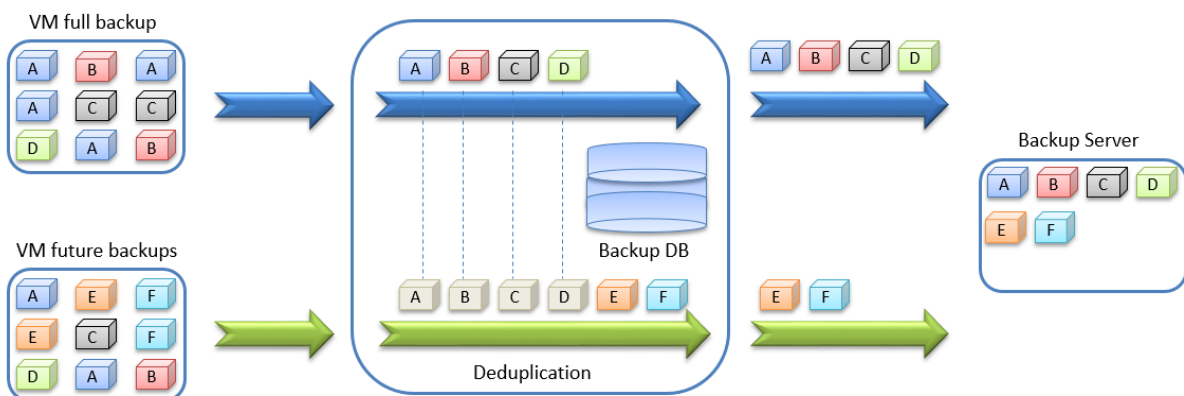 VM full backup
A B A
A C C
D A B
A B C D
A B C D
Backup DB
Backup Server
A B C D
E F
VM future backups
A E F
E C F
D A B
A B C D E F
E F
Deduplication